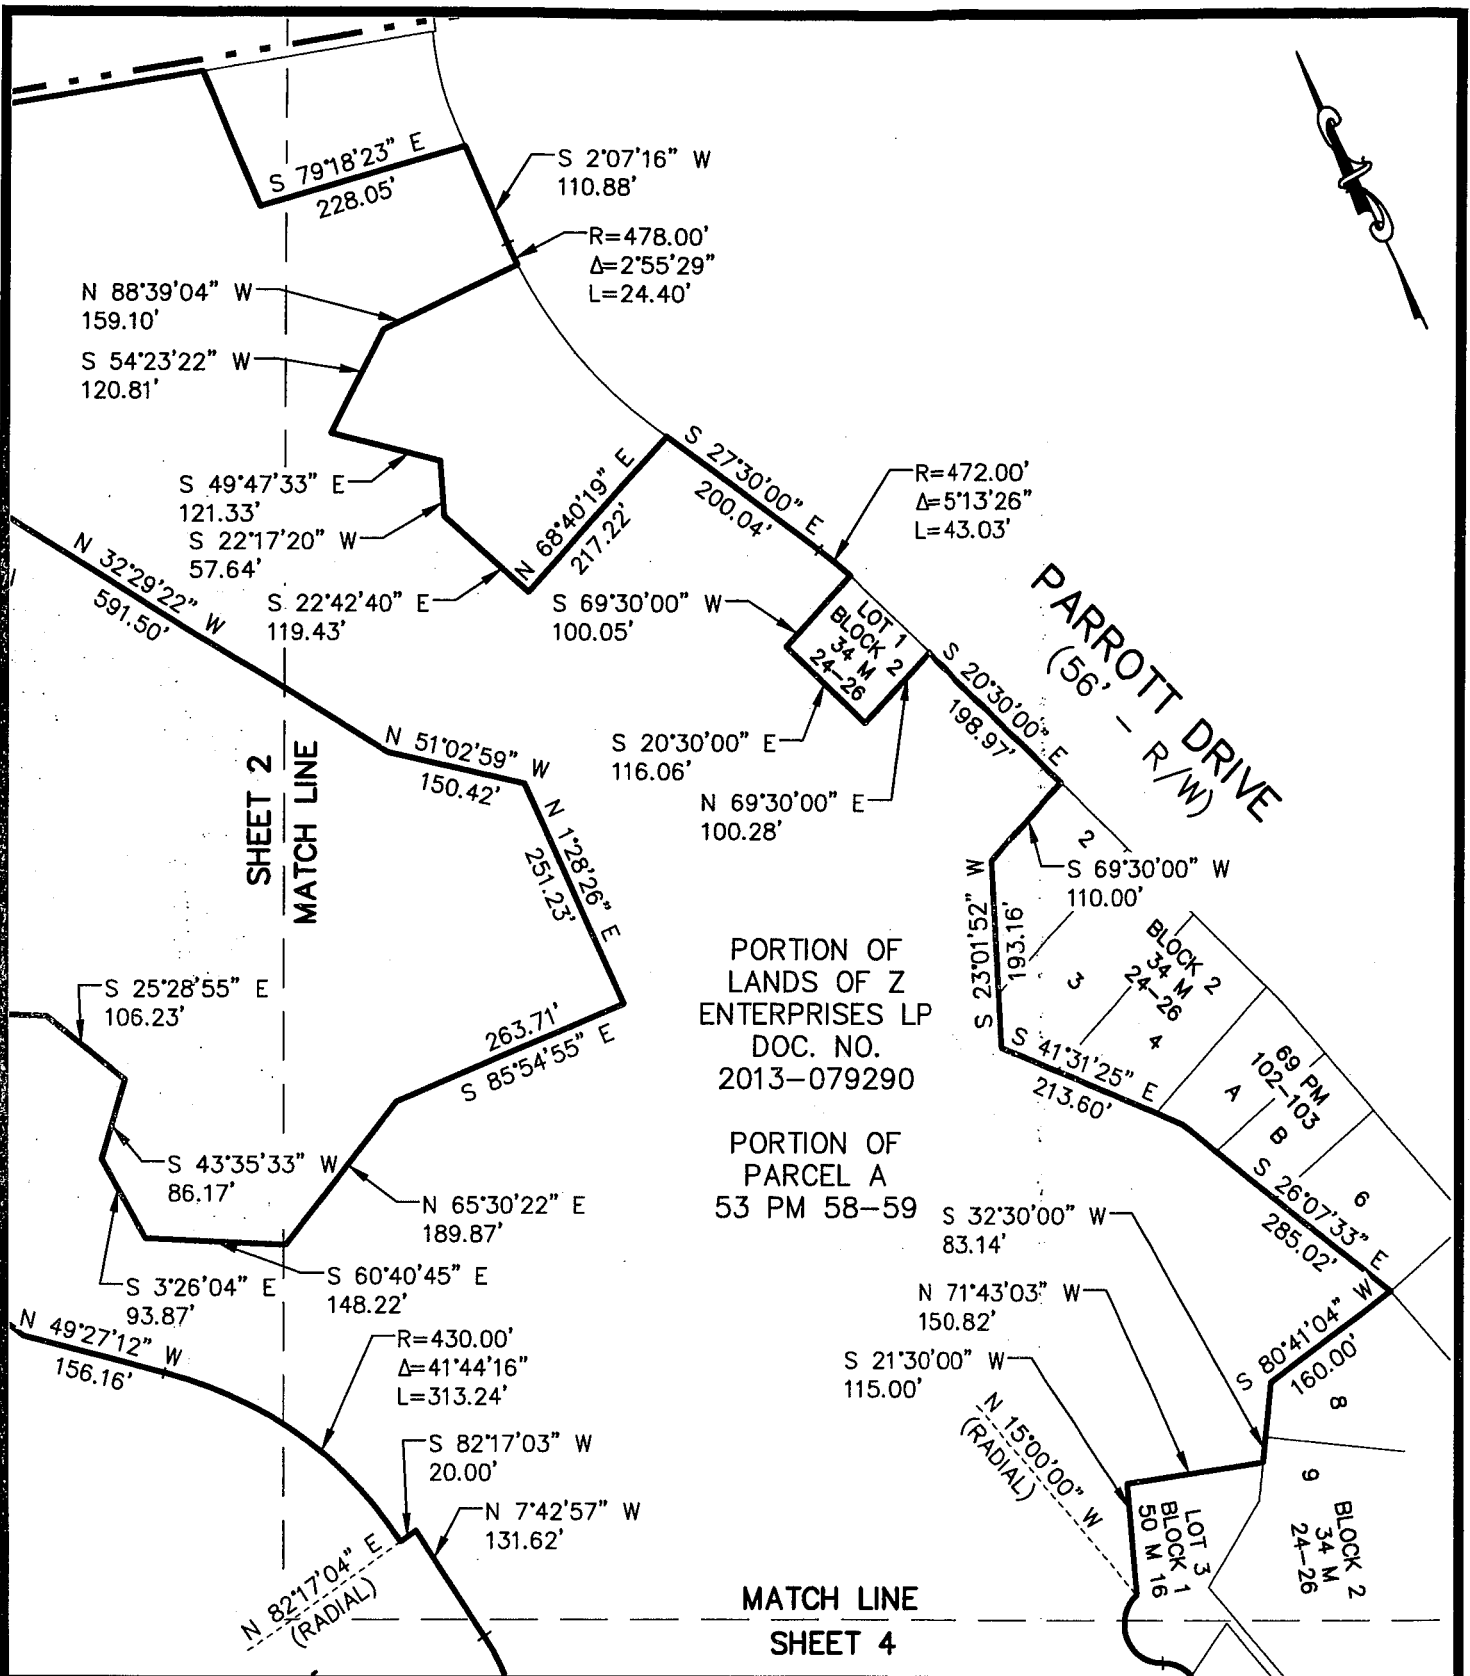 S 79°18'23" E
228.05'
S 2°07'16" W
110.88'
R=478.00'
Δ=2°55'29"
L=24.40'
N 88°39'04" W
159.10'
S 54°23'22" W
120.81'
S 49°47'33" E
121.33'
S 22°17'20" W
57.64'
S 22°42'40" E
119.43'
N 68°40'19" E
217.22'
S 27°30'00" E
200.04'
R=472.00'
Δ=5°13'26"
L=43.03'
S 69°30'00" W
100.05'
LOT 1
BLOCK 2
34 M
24-26
S 20°30'00" E
116.06'
N 69°30'00" E
100.28'
S 20°30'00" E
198.97'
PARROTT DRIVE
(56' - R/W)
N 32°29'22" W
591.50'
N 51°02'59" W
150.42'
SHEET 2
MATCH LINE
N 1°28'26" E
251.23'
263.71'
S 85°54'55" E
S 69°30'00" W
110.00'
S 23°01'52" W
193.16'
2
3
BLOCK 2
34 M
24-26
4
S 41°31'25" E
213.60'
A
69 PM
102-103
B
6
S 26°07'33" E
285.02'
PORTION OF
LANDS OF Z
ENTERPRISES LP
DOC. NO.
2013-079290
PORTION OF
PARCEL A
53 PM 58-59
S 25°28'55" E
106.23'
S 43°35'33" W
86.17'
N 65°30'22" E
189.87'
S 3°26'04" E
93.87'
S 60°40'45" E
148.22'
N 49°27'12" W
156.16'
R=430.00'
Δ=41°44'16"
L=313.24'
S 82°17'03" W
20.00'
N 7°42'57" W
131.62'
N 82°17'04" E
(RADIAL)
S 32°30'00" W
83.14'
N 71°43'03" W
150.82'
S 21°30'00" W
115.00'
N 15°00'00" W
(RADIAL)
S 80°41'04" W
160.00'
8
9
BLOCK 2
34 M
24-26
LOT 3
BLOCK 1
50 M 16
MATCH LINE
SHEET 4